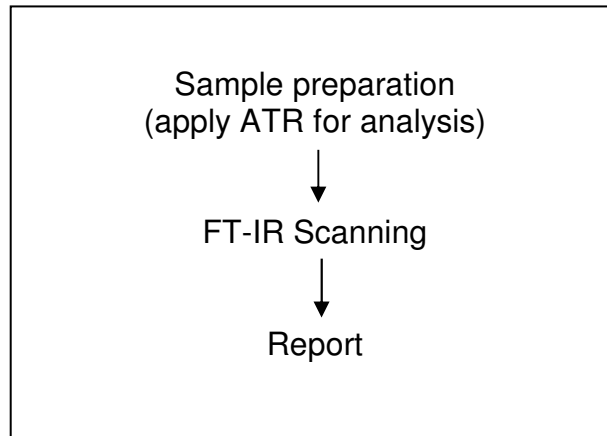 Sample preparation
(apply ATR for analysis)
FT-IR Scanning
Report